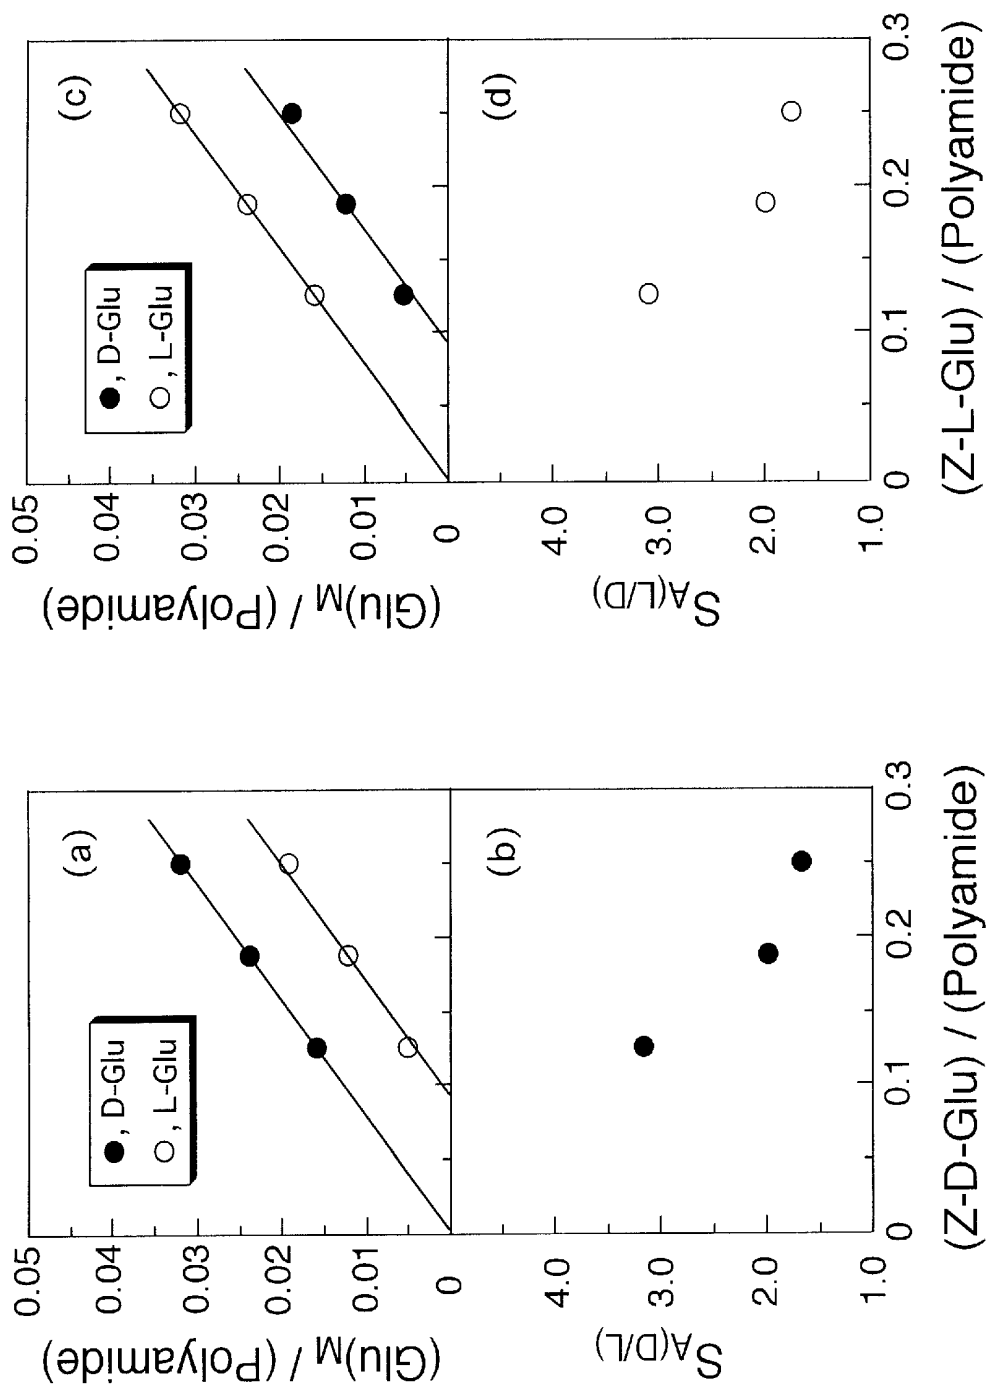 (a)
●, D-Glu
○, L-Glu
0.05
0.04
0.03
0.02
0.01
0
(Glu)M / (Polyamide)
(b)
4.0
3.0
2.0
1.0
SA(D/L)
0
0.1
0.2
0.3
(Z-D-Glu) / (Polyamide)
(c)
●, D-Glu
○, L-Glu
0.05
0.04
0.03
0.02
0.01
0
(Glu)M / (Polyamide)
(d)
4.0
3.0
2.0
1.0
SA(L/D)
0
0.1
0.2
0.3
(Z-L-Glu) / (Polyamide)